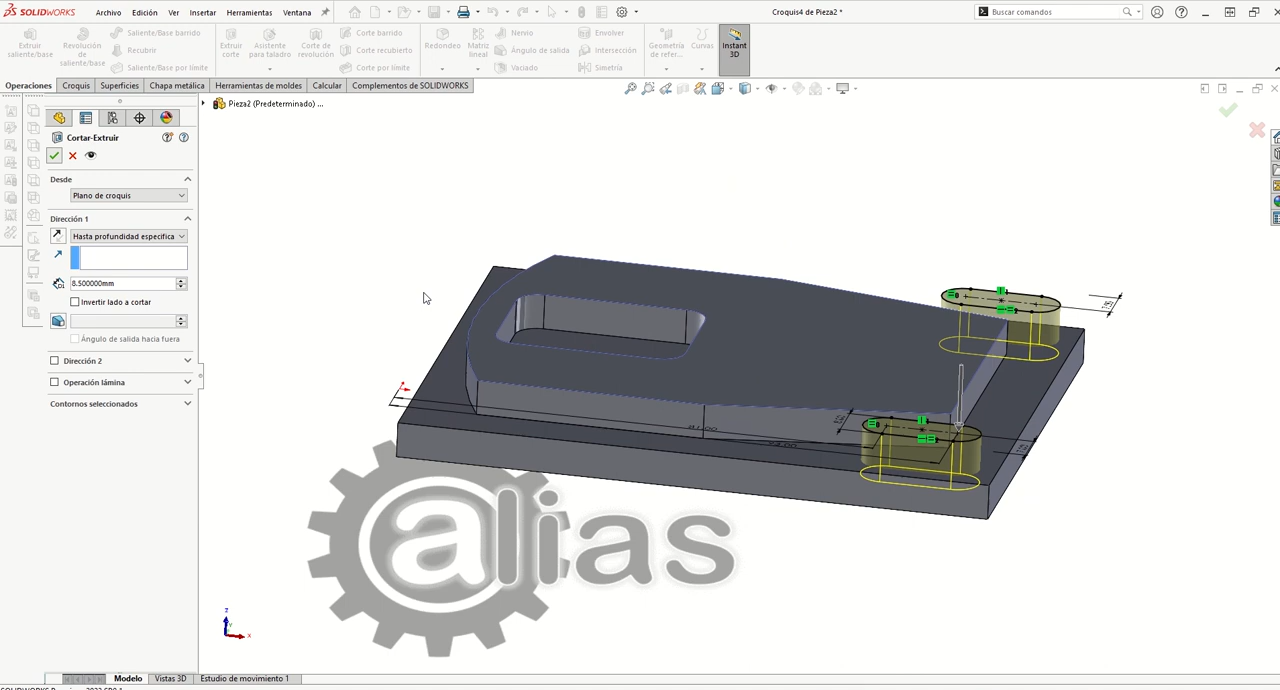 SOLIDWORKS Archivo Edición Ver Insertar Herramientas Ventana Croquis4 de Pieza2 * Buscar comandos
Extruir saliente/base
Revolución de saliente/base
Saliente/Base barrido
Recubrir
Saliente/Base por límite
Extruir corte
Asistente para taladro
Corte de revolución
Corte barrido
Corte recubierto
Corte por límite
Redondeo
Matriz lineal
Nervio
Ángulo de salida
Vaciado
Envolver
Intersección
Simetría
Geometría de refer...
Curvas
Instant 3D
Operaciones Croquis Superficies Chapa metálica Herramientas de moldes Calcular Complementos de SOLIDWORKS
Pieza2 (Predeterminado) ...
Cortar-Extruir
Desde
Plano de croquis
Dirección 1
Hasta profundidad especifica
8.500000mm
Invertir lado a cortar
Ángulo de salida hacia fuera
Dirección 2
Operación lámina
Contornos seleccionados
81.00
alias
Z
Y
X
Modelo Vistas 3D Estudio de movimiento 1